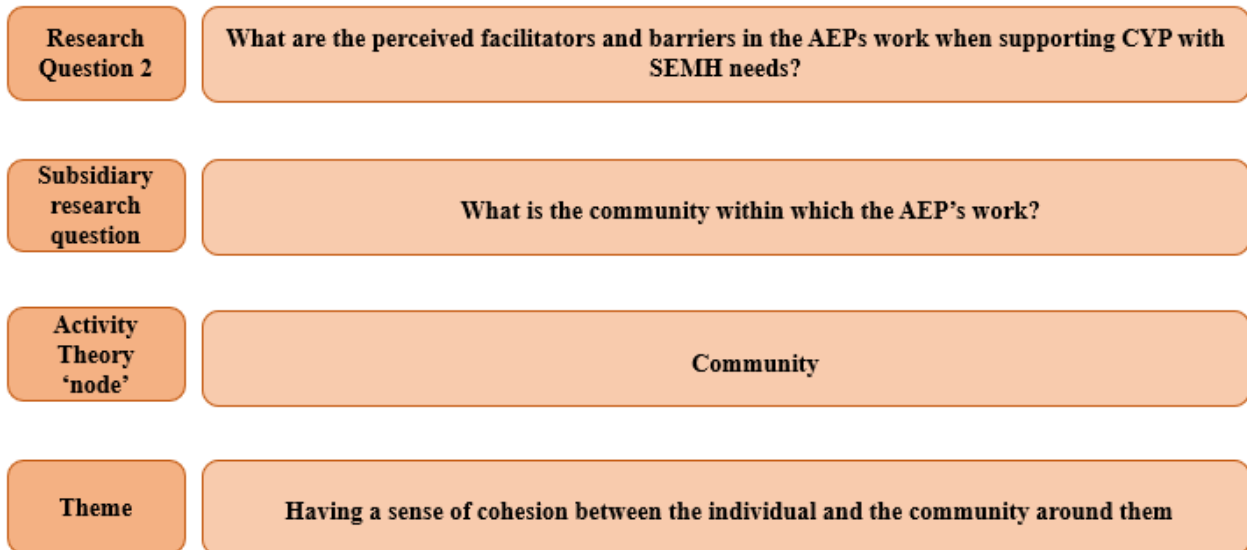 Research
Question 2
What are the perceived facilitators and barriers in the AEPs work when supporting CYP with
SEMH needs?
Subsidiary
research
question
What is the community within which the AEP’s work?
Activity
Theory
‘node’
Community
Theme
Having a sense of cohesion between the individual and the community around them